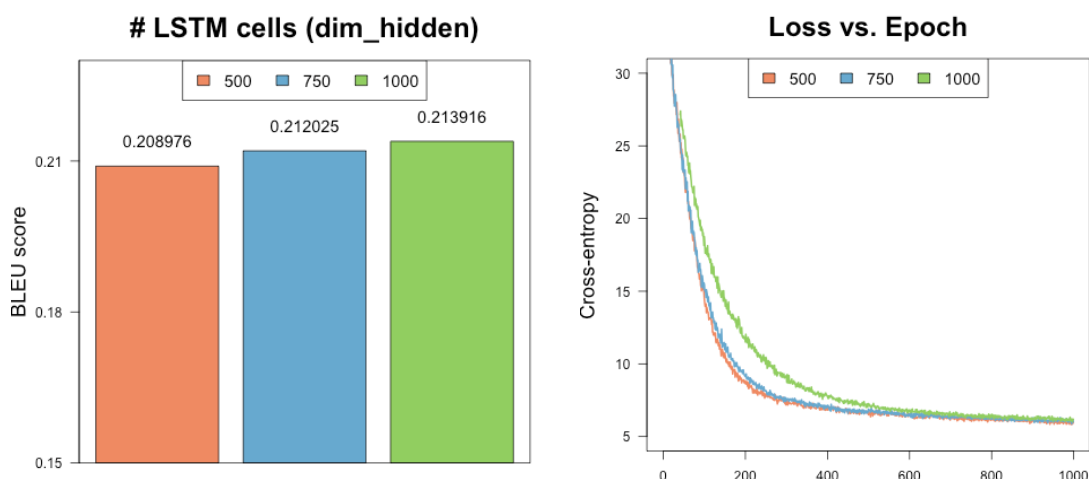 # LSTM cells (dim_hidden)
500 750 1000
0.208976
0.212025
0.213916
BLEU score
0.21
0.18
0.15
Loss vs. Epoch
500 750 1000
Cross-entropy
30
25
20
15
10
5
0 200 400 600 800 1000